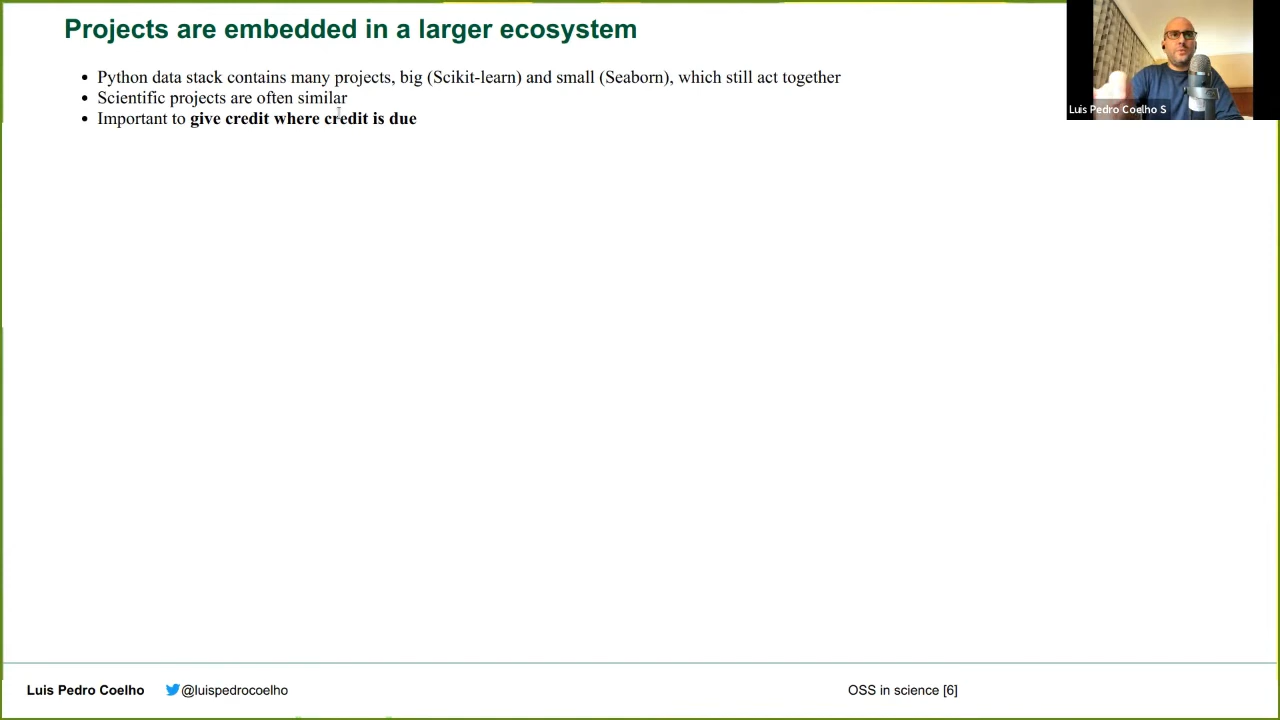 Projects are embedded in a larger ecosystem
Python data stack contains many projects, big (Scikit-learn) and small (Seaborn), which still act together
Scientific projects are often similar
Important to give credit where credit is due
Luis Pedro Coelho S
Luis Pedro Coelho @luispedrocoelho OSS in science [6]